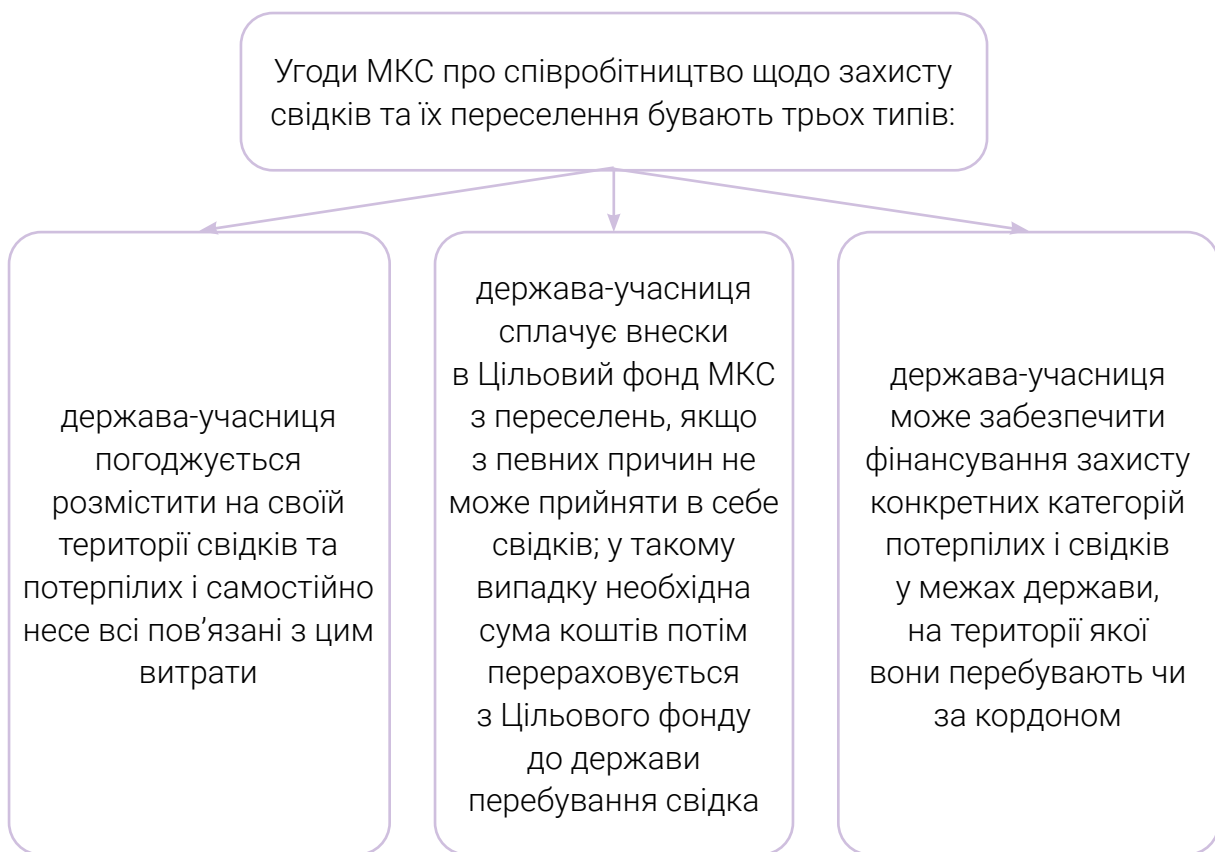 Угоди МКС про співробітництво щодо захисту
свідків та їх переселення бувають трьох типів:
держава-учасниця
погоджується
розмістити на своїй
території свідків та
потерпілих і самостійно
несе всі пов’язані з цим
витрати
держава-учасниця
сплачує внески
в Цільовий фонд МКС
з переселень, якщо
з певних причин не
може прийняти в себе
свідків; у такому
випадку необхідна
сума коштів потім
перераховується
з Цільового фонду
до держави
перебування свідка
держава-учасниця
може забезпечити
фінансування захисту
конкретних категорій
потерпілих і свідків
у межах держави,
на території якої
вони перебувають чи
за кордоном